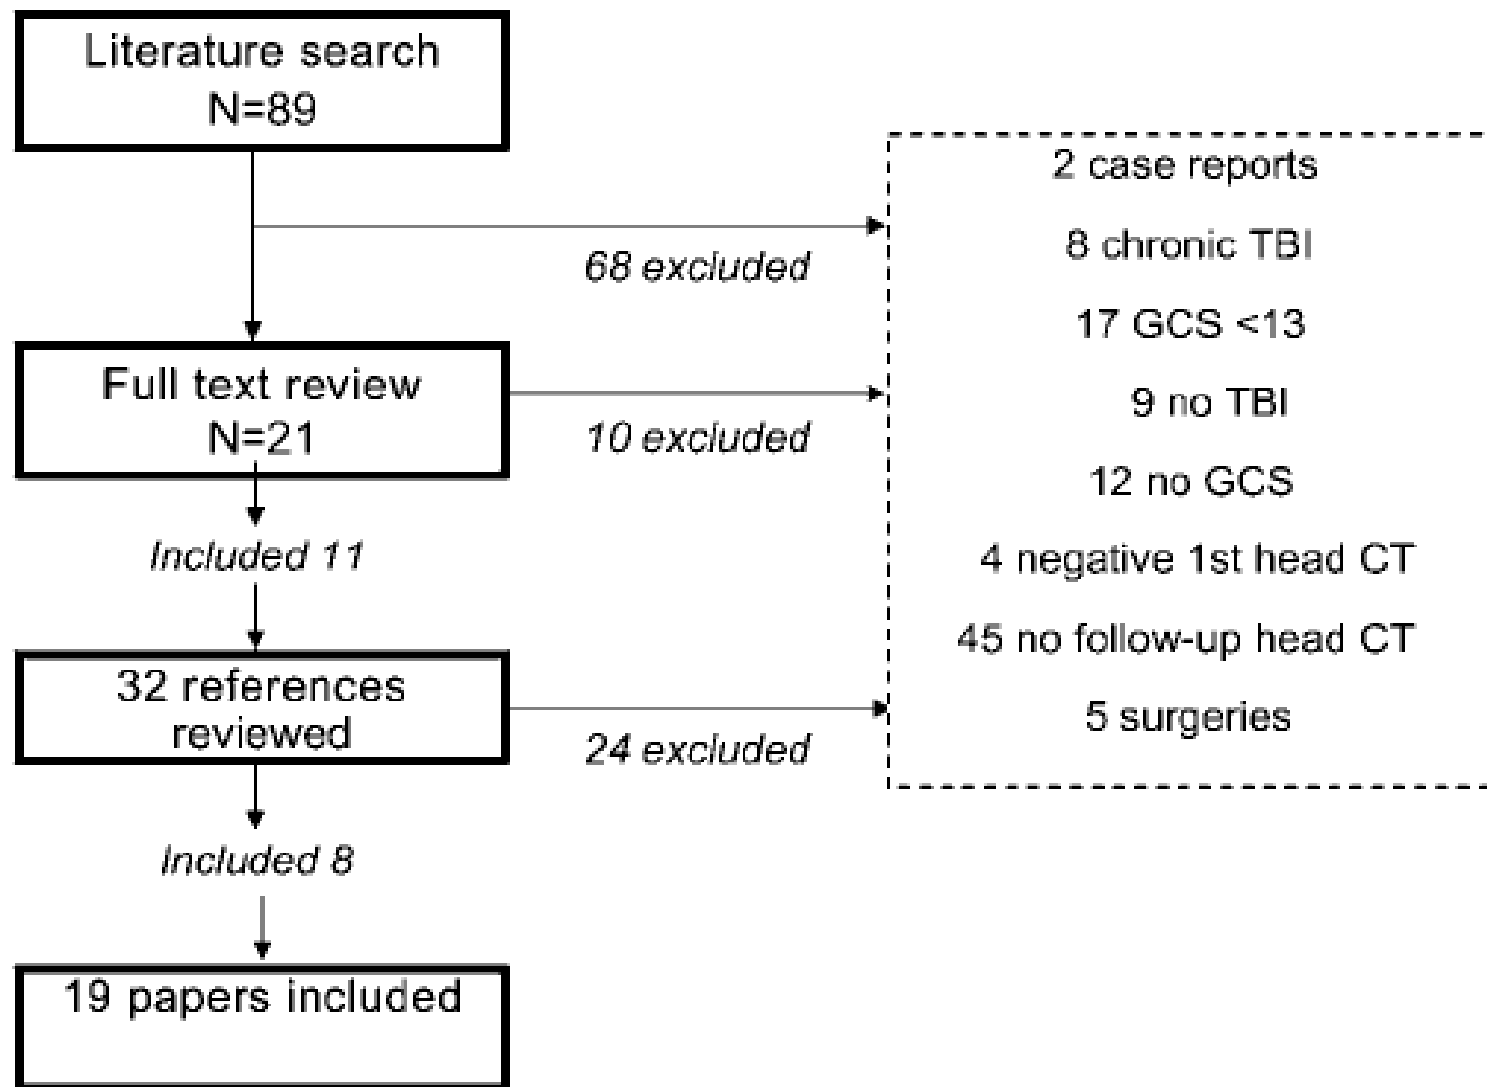 Literature search
N=89
68 excluded
Full text review
N=21
10 excluded
Included 11
32 references
reviewed
24 excluded
Included 8
19 papers included
2 case reports
8 chronic TBI
17 GCS <13
9 no TBI
12 no GCS
4 negative 1st head CT
45 no follow-up head CT
5 surgeries